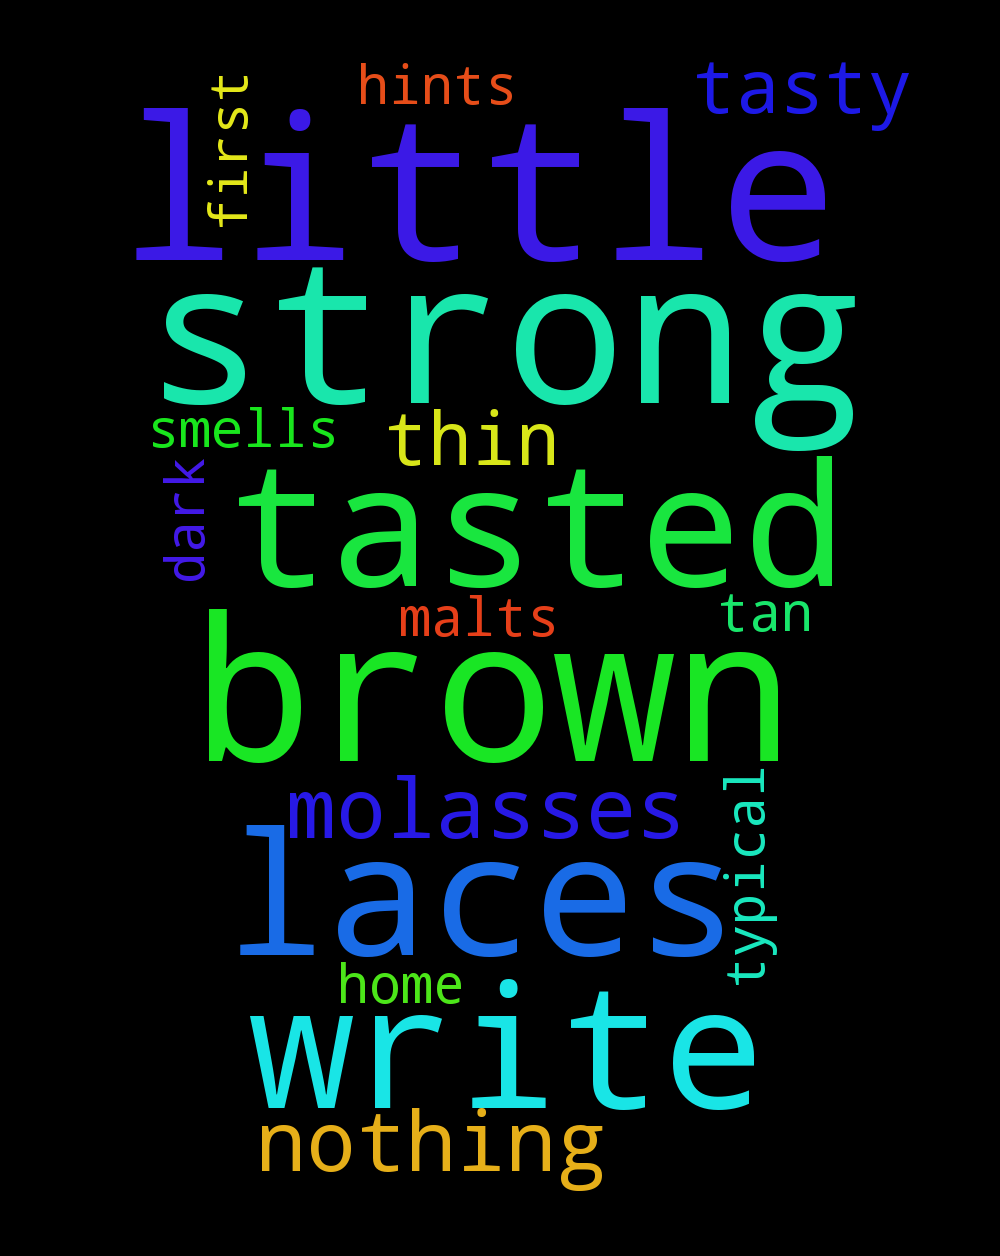 hints
tasty
first
little
strong
smells
thin
dark
tasted
malts
tan
brown
molasses
typical
laces
home
write
nothing